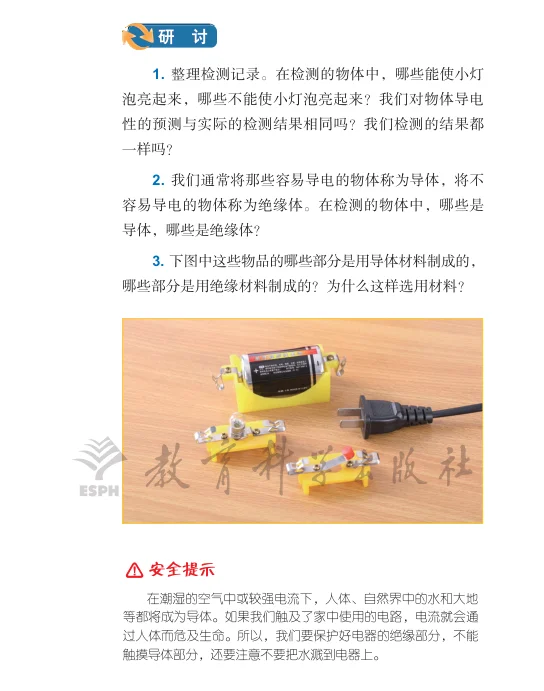 研 讨
1. 整理检测记录。在检测的物体中，哪些能使小灯
泡亮起来，哪些不能使小灯泡亮起来？我们对物体导电
性的预测与实际的检测结果相同吗？我们检测的结果都
一样吗？
2. 我们通常将那些容易导电的物体称为导体，将不
容易导电的物体称为绝缘体。在检测的物体中，哪些是
导体，哪些是绝缘体？
3. 下图中这些物品的哪些部分是用导体材料制成的，
哪些部分是用绝缘材料制成的？为什么这样选用材料？
ESPH 教育科学出版社
安全提示
在潮湿的空气中或较强电流下，人体、自然界中的水和大地
等都将成为导体。如果我们触及了家中使用的电路，电流就会通
过人体而危及生命。所以，我们要保护好电器的绝缘部分，不能
触摸导体部分，还要注意不要把水溅到电器上。